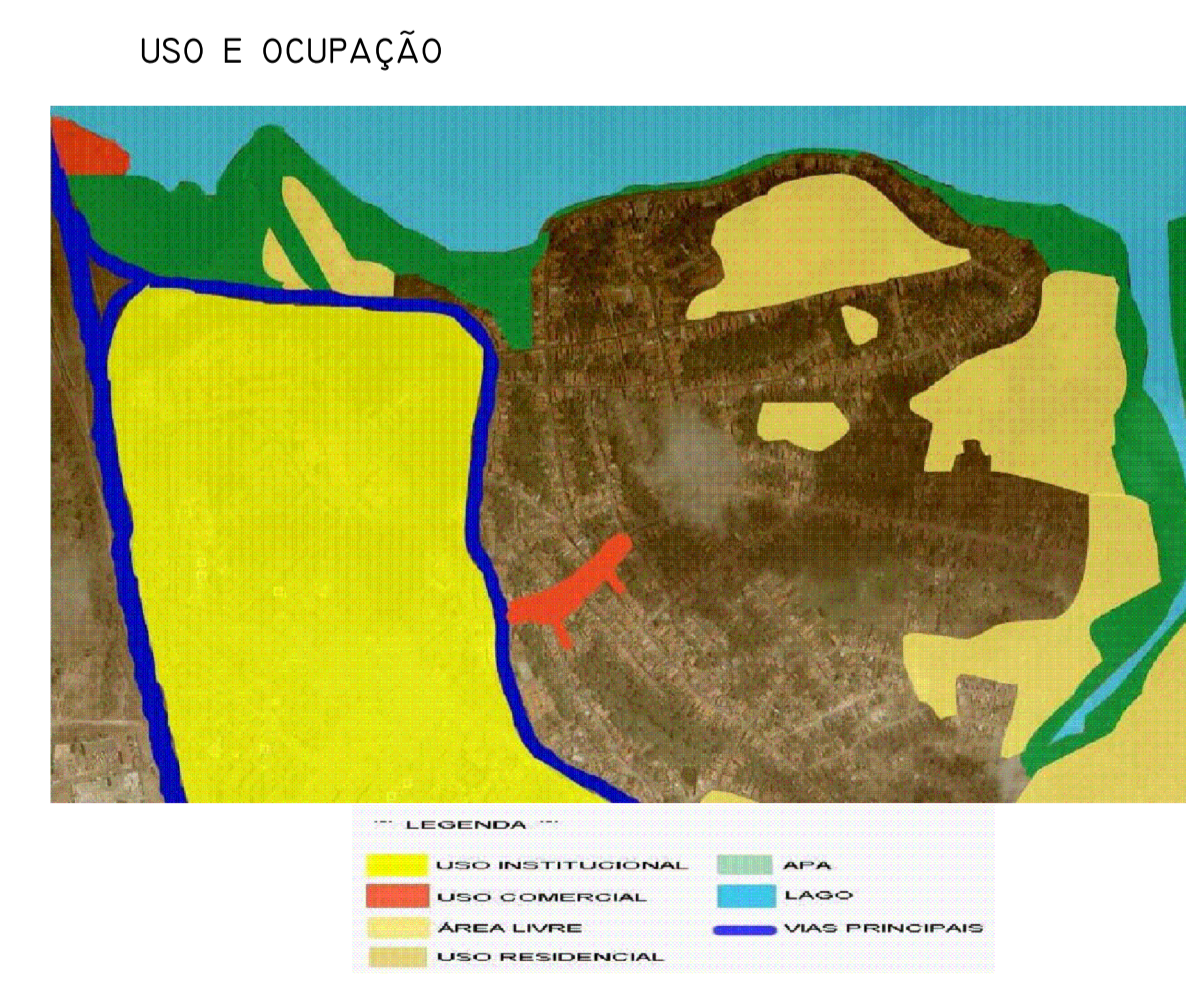 USO E OCUPAÇÃO
LEGENDA
USO INSTITUCIONAL
USO COMERCIAL
ÁREA LIVRE
USO RESIDENCIAL
APA
LAGO
VIAS PRINCIPAIS